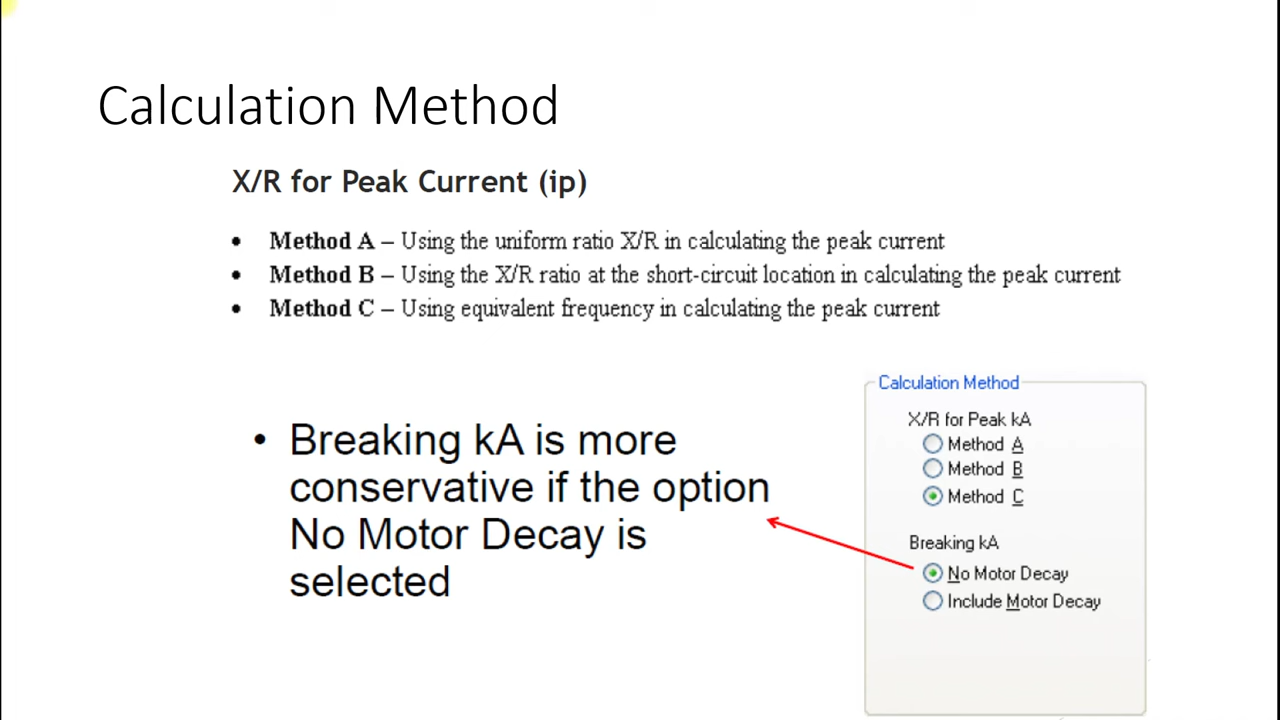 Calculation Method
X/R for Peak Current (ip)
• Method A – Using the uniform ratio X/R in calculating the peak current
• Method B – Using the X/R ratio at the short-circuit location in calculating the peak current
• Method C – Using equivalent frequency in calculating the peak current
• Breaking kA is more
conservative if the option
No Motor Decay is
selected
Calculation Method
X/R for Peak kA
Method A
Method B
Method C
Breaking kA
No Motor Decay
Include Motor Decay